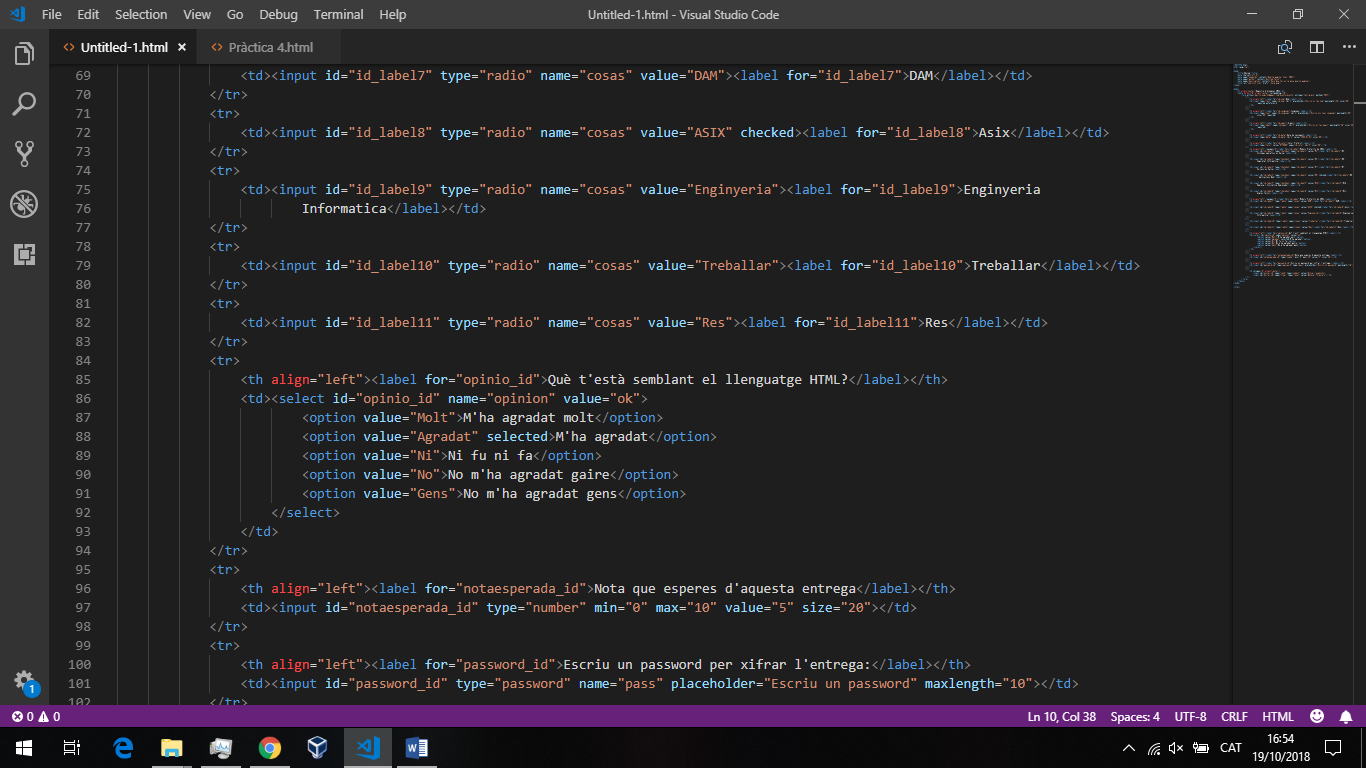 File Edit Selection View Go Debug Terminal Help Untitled-1.html - Visual Studio Code
Untitled-1.html Pràctica 4.html
69 <td><input id="id_label7" type="radio" name="cosas" value="DAM"><label for="id_label7">DAM</label></td>
70 </tr>
71 <tr>
72 <td><input id="id_label8" type="radio" name="cosas" value="ASIX" checked><label for="id_label8">Asix</label></td>
73 </tr>
74 <tr>
75 <td><input id="id_label9" type="radio" name="cosas" value="Enginyeria"><label for="id_label9">Enginyeria
76 Informatica</label></td>
77 </tr>
78 <tr>
79 <td><input id="id_label10" type="radio" name="cosas" value="Treballar"><label for="id_label10">Treballar</label></td>
80 </tr>
81 <tr>
82 <td><input id="id_label11" type="radio" name="cosas" value="Res"><label for="id_label11">Res</label></td>
83 </tr>
84 <tr>
85 <th align="left"><label for="opinio_id">Què t'està semblant el llenguatge HTML?</label></th>
86 <td><select id="opinio_id" name="opinion" value="ok">
87 <option value="Molt">M'ha agradat molt</option>
88 <option value="Agradat" selected>M'ha agradat</option>
89 <option value="Ni">Ni fu ni fa</option>
90 <option value="No">No m'ha agradat gaire</option>
91 <option value="Gens">No m'ha agradat gens</option>
92 </select>
93 </td>
94 </tr>
95 <tr>
96 <th align="left"><label for="notaesperada_id">Nota que esperes d'aquesta entrega</label></th>
97 <td><input id="notaesperada_id" type="number" min="0" max="10" value="5" size="20"></td>
98 </tr>
99 <tr>
100 <th align="left"><label for="password_id">Escriu un password per xifrar l'entrega:</label></th>
101 <td><input id="password_id" type="password" name="pass" placeholder="Escriu un password" maxlength="10"></td>
102 </tr>
1
0 0 Ln 10, Col 38 Spaces: 4 UTF-8 CRLF HTML
CAT 16:54
19/10/2018